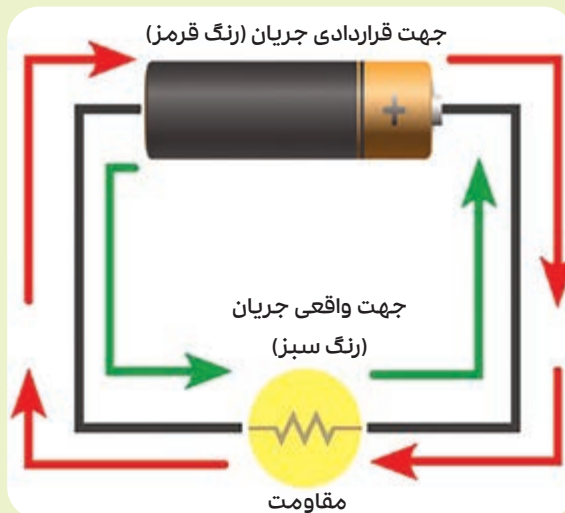 جهت قراردادی جریان (رنگ قرمز)
+
جهت واقعی جریان
(رنگ سبز)
مقاومت